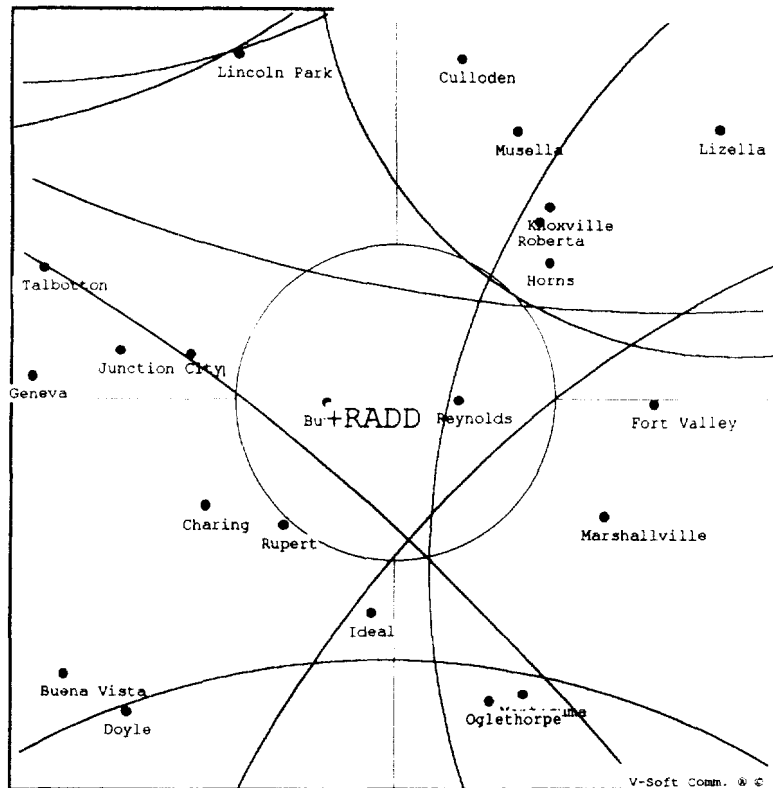 Lincoln Park
Culloden
Musella
Lizella
Knoxville
Roberta
Horns
Talbotton
Junction City
Geneva
+RADD
Reynolds
Fort Valley
Charing
Rupert
Marshallville
Ideal
Buena Vista
Doyle
Oglethorpe
V-Soft Comm. ® ©